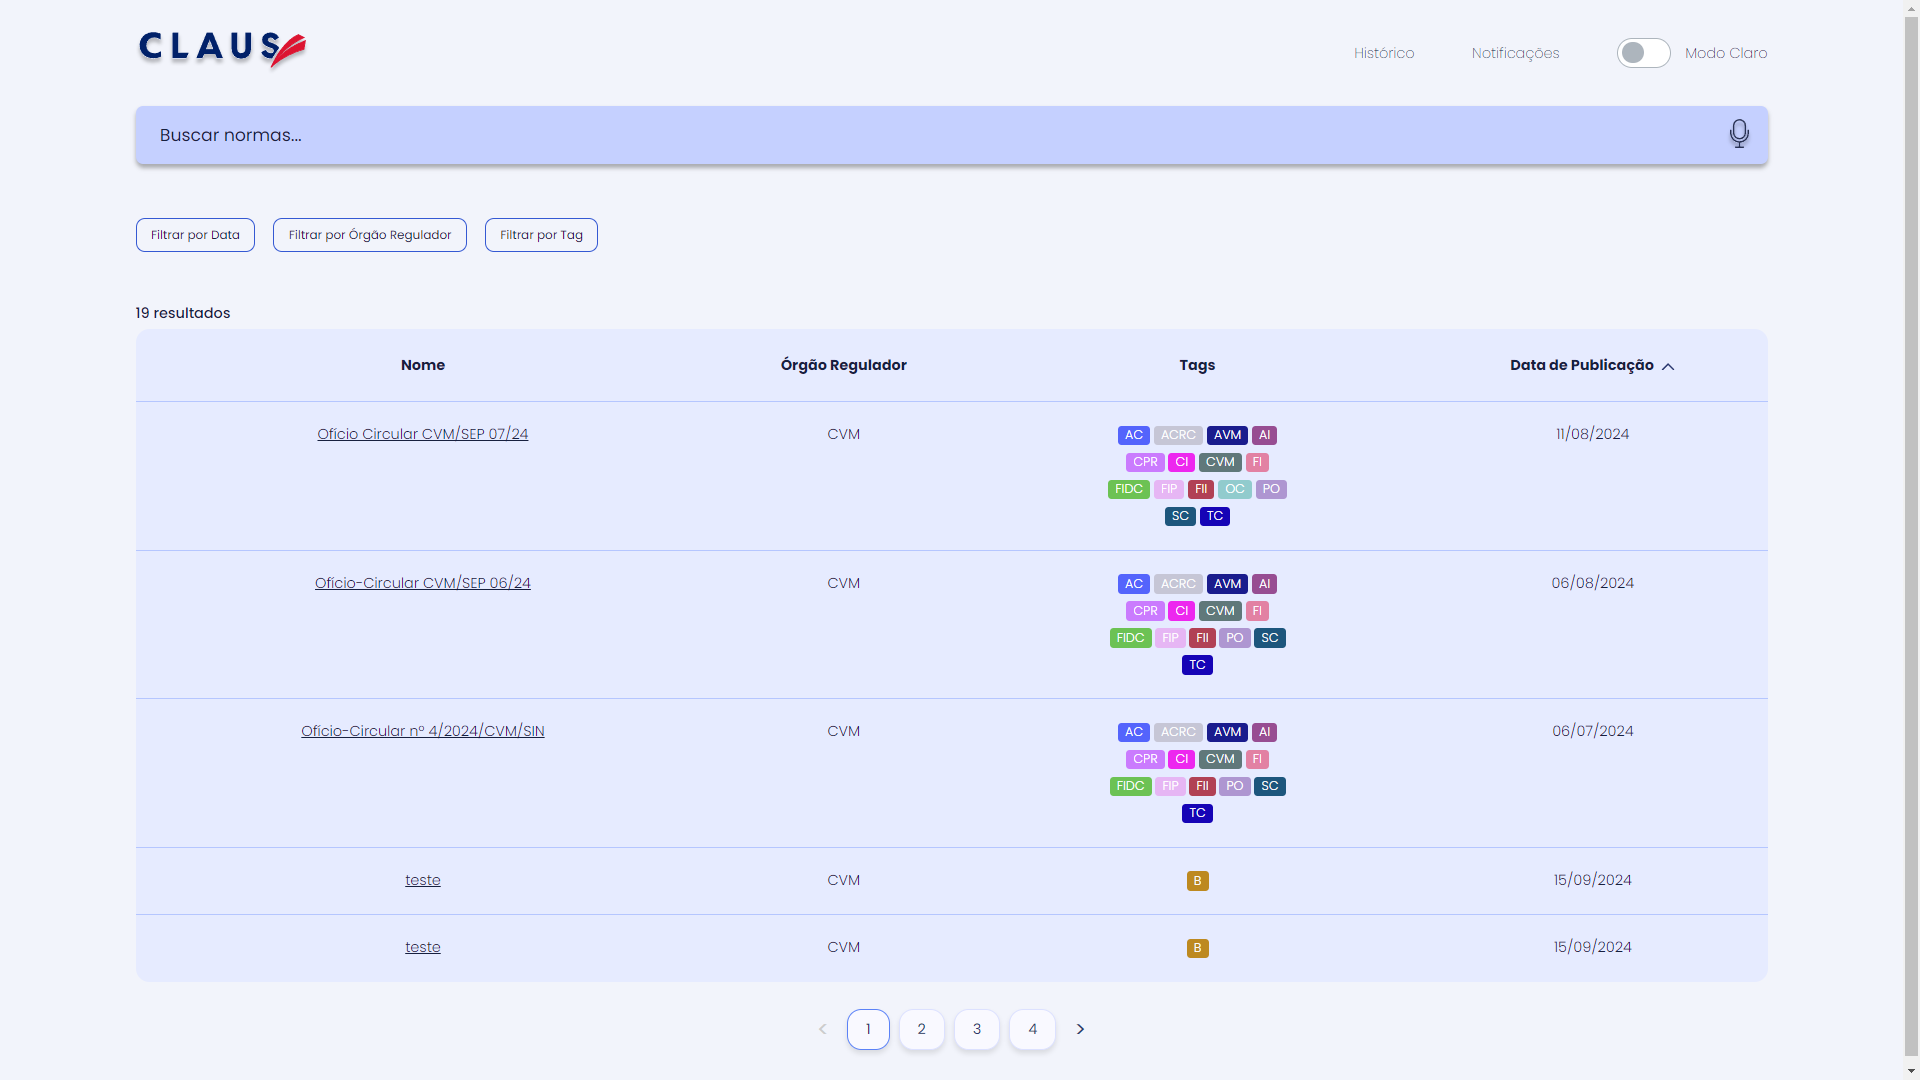 CLAUS
Histórico Notificações Modo Claro
Buscar normas...
Filtrar por Data Filtrar por Órgão Regulador Filtrar por Tag
19 resultados
Nome Órgão Regulador Tags Data de Publicação
Ofício Circular CVM/SEP 07/24 CVM AC ACRC AVM AI 11/08/2024
CPR CI CVM FI
FIDC FIP FII OC PO
SC TC
Ofício-Circular CVM/SEP 06/24 CVM AC ACRC AVM AI 06/08/2024
CPR CI CVM FI
FIDC FIP FII PO SC
TC
Ofício-Circular nº 4/2024/CVM/SIN CVM AC ACRC AVM AI 06/07/2024
CPR CI CVM FI
FIDC FIP FII PO SC
TC
teste CVM B 15/09/2024
teste CVM B 15/09/2024
< 1 2 3 4 >